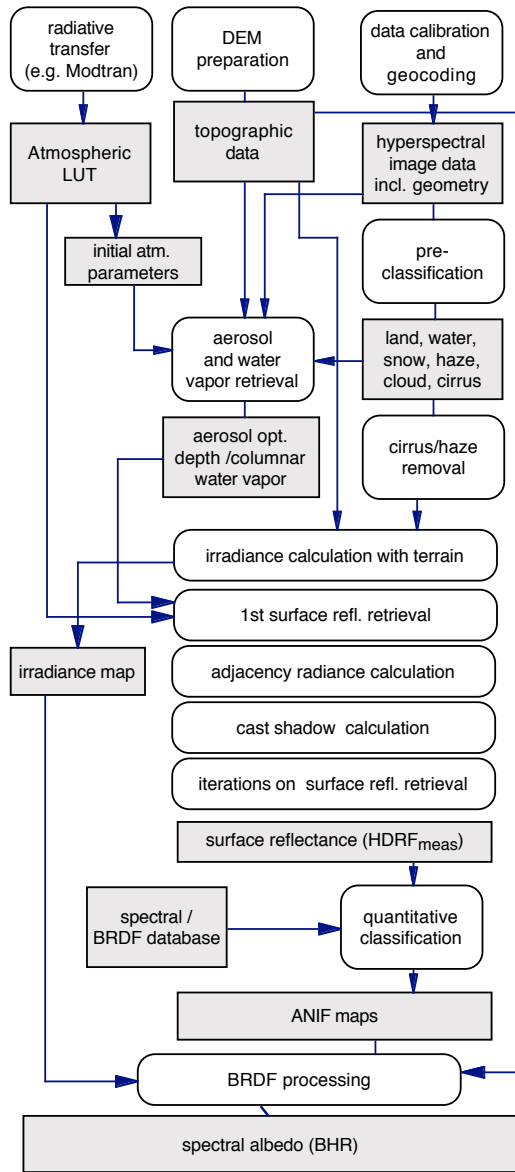 radiative
transfer
(e.g. Modtran)
DEM
preparation
data calibration
and
geocoding
Atmospheric
LUT
topographic
data
hyperspectral
image data
incl. geometry
initial atm.
parameters
pre-
classification
aerosol
and water
vapor retrieval
land, water,
snow, haze,
cloud, cirrus
aerosol opt.
depth /columnar
water vapor
cirrus/haze
removal
irradiance calculation with terrain
1st surface refl. retrieval
irradiance map
adjacency radiance calculation
cast shadow calculation
iterations on surface refl. retrieval
surface reflectance (HDRFmeas)
spectral /
BRDF database
quantitative
classification
ANIF maps
BRDF processing
spectral albedo (BHR)